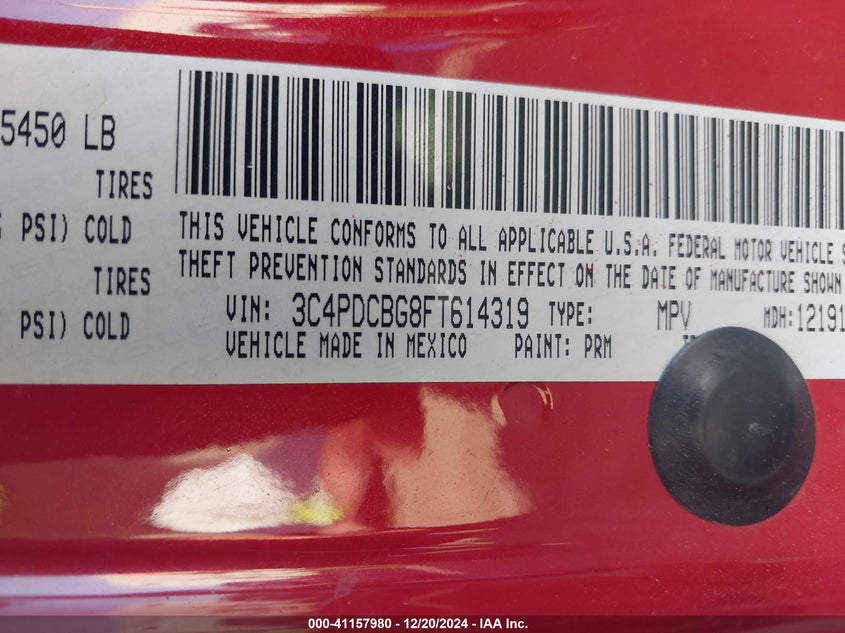 5450 LB
TIRES
PSI) COLD
TIRES
PSI) COLD
THIS VEHICLE CONFORMS TO ALL APPLICABLE U.S.A. FEDERAL MOTOR VEHICLE S
THEFT PREVENTION STANDARDS IN EFFECT ON THE DATE OF MANUFACTURE SHOWN
VIN: 3C4PDCBG8FT614319 TYPE: MPV MDH:12191
VEHICLE MADE IN MEXICO PAINT: PRM
000-41157980 - 12/20/2024 - IAA Inc.